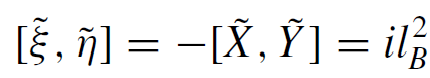 [ξ̃, η̃] = −[X̃, Ỹ] = il_B^2